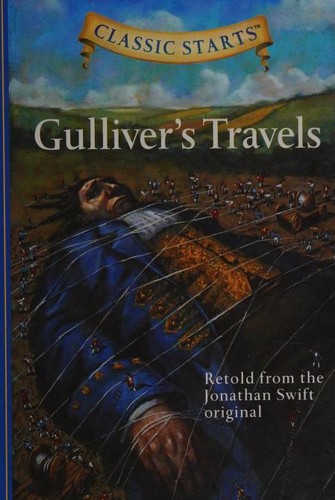 CLASSIC STARTS™
Gulliver's Travels
Retold from the
Jonathan Swift
original